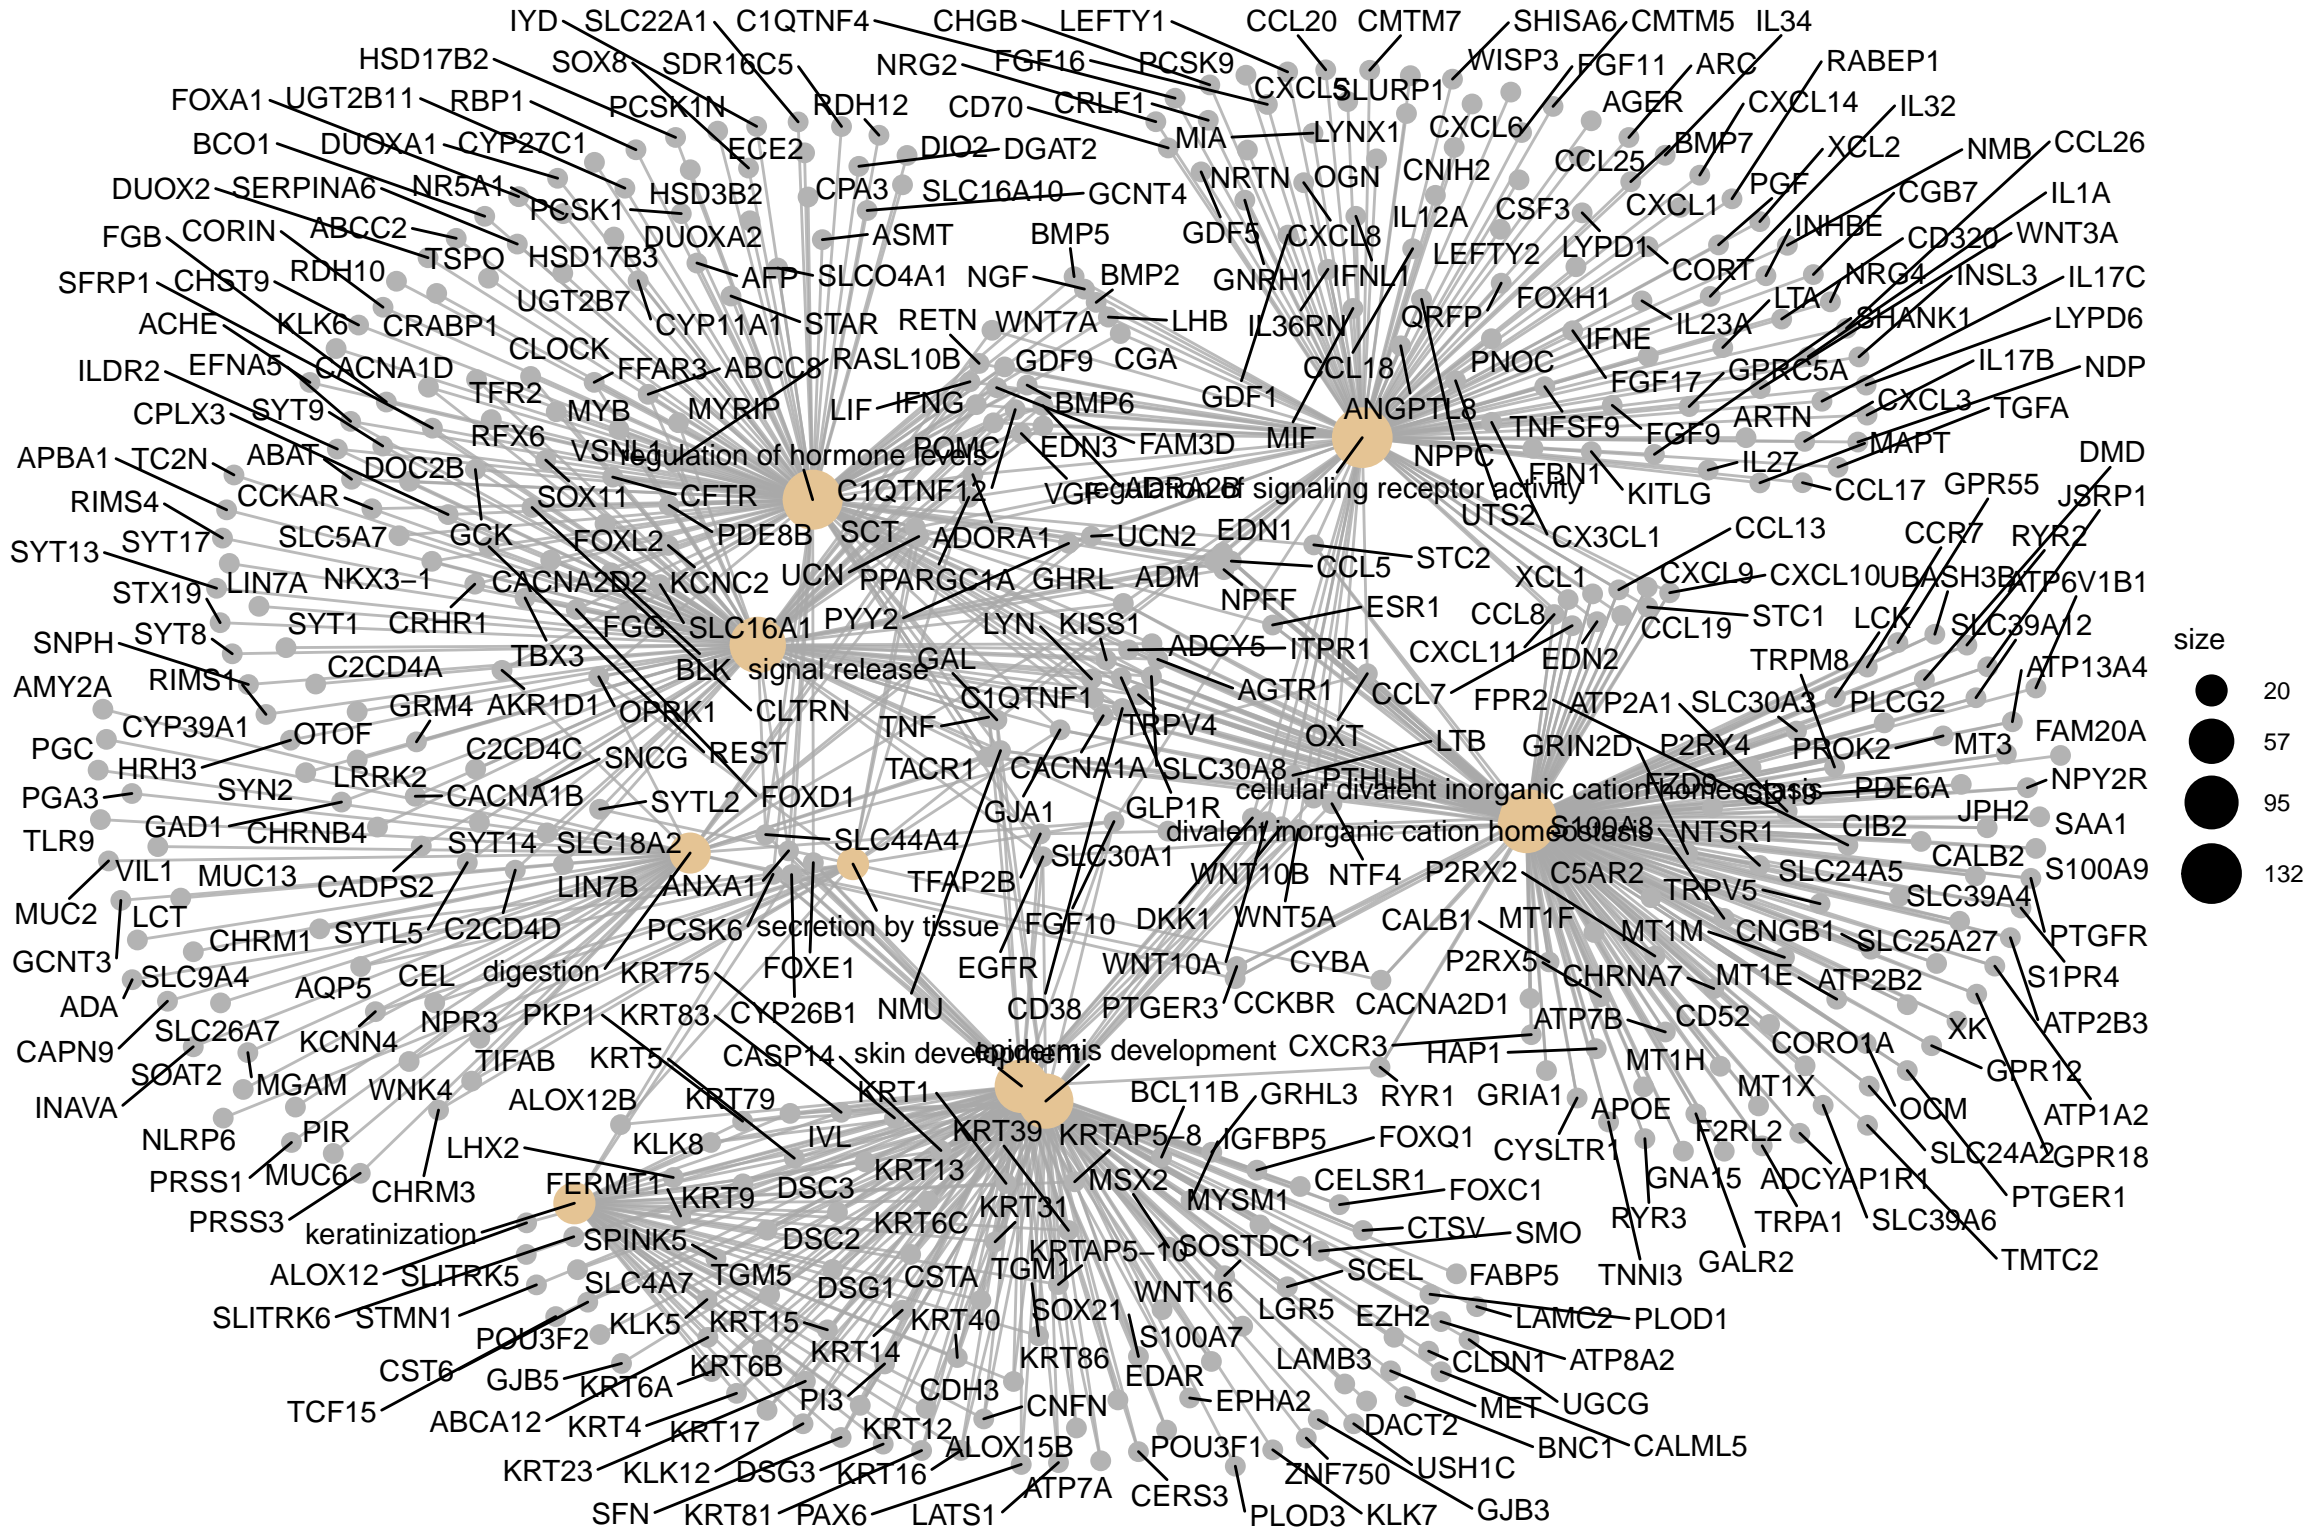 IYD SLC22A1 C1QTNF4 CHGB LEFTY1 CCL20 CMTM7 SHISA6 CMTM5 IL34
HSD17B2 SOX8 SDR16C5 NRG2 FGF16 PCSK9 WISP3 FGF11 ARC RABEP1
FOXA1 UGT2B11 RBP1 PCSK1N RDH12 CD70 CRLF1 CXCL5 SLURP1 AGER CXCL14 IL32
BCO1 DUOXA1 CYP27C1 ECE2 DIO2 DGAT2 MIA LYNX1 CXCL6 CCL25 BMP7 XCL2 NMB CCL26
DUOX2 SERPINA6 NR5A1 PCSK1 HSD3B2 CPA3 SLC16A10 GCNT4 NRTN OGN CNIH2 CSF3 CXCL1 PGF CGB7 IL1A
FGB CORIN ABCC2 TSPO HSD17B3 DUOXA2 ASMT BMP5 GDF5 CXCL8 IL12A LEFTY2 LYPD1 INHBE CD320 WNT3A
SFRP1 CHST9 RDH10 UGT2B7 AFP SLCO4A1 NGF BMP2 GNRH1 IFNL1 FOXH1 CORT NRG4 INSL3 IL17C
ACHE KLK6 CRABP1 CYP11A1 STAR RETN WNT7A LHB IL36RN QRFP IFNE IL23A LTA SHANK1 LYPD6
ILDR2 EFNA5 CACNA1D CLOCK FFAR3 ABCC8 RASL10B GDF9 CGA CCL18 PNOC FGF17 GPRC5A IL17B NDP
CPLX3 SYT9 TFR2 MYB MYRIP LIF IFNG BMP6 GDF1 ANGPTL8 TNFSF9 FGF9 ARTN CXCL3 TGFA
APBA1 TC2N ABAT RFX6 VSNL1 POMC EDN3 FAM3D MIF NPPC FBN1 IL27 MAPT DMD
regulation of hormone levels
RIMS4 CCKAR DOC2B SOX11 CFTR C1QTNF12 VGF ADRA2B KITLG CCL17 GPR55 JSRP1
regulation of signaling receptor activity
SYT13 SYT17 SLC5A7 GCK FOXL2 PDE8B SCT ADORA1 UCN2 EDN1 STC2 UTS2 CX3CL1 CCL13 CCR7 RYR2
STX19 LIN7A NKX3−1 CACNA2D2 KCNC2 UCN PPARGC1A GHRL ADM CCL5 XCL1 CXCL9 CXCL10 UBASH3B ATP6V1B1
SNPH SYT8 SYT1 CRHR1 FGG SLC16A1 PYY2 LYN KISS1 NPFF ESR1 CCL8 STC1 CCL19 LCK SLC39A12
AMY2A RIMS1 C2CD4A TBX3 BLK GAL ADCY5 ITPR1 CXCL11 EDN2 TRPM8 ATP13A4
signal release
CYP39A1 GRM4 AKR1D1 OPRK1 CLTRN C1QTNF1 AGTR1 CCL7 FPR2 ATP2A1 SLC30A3 PLCG2 FAM20A
PGC HRH3 OTOF C2CD4C SNCG REST TNF TRPV4 OXT LTB GRIN2D P2RY4 PROK2 MT3
PGA3 SYN2 LRRK2 CACNA1B SYTL2 FOXD1 TACR1 CACNA1A SLC30A8 PTHLH FZD9 CD19 PDE6A NPY2R
cellular divalent inorganic cation homeostasis
TLR9 GAD1 CHRNB4 SYT14 SLC18A2 SLC44A4 GJA1 GLP1R S100A8 NTSR1 CIB2 JPH2 SAA1
divalent inorganic cation homeostasis
VIL1 MUC13 CADPS2 LIN7B ANXA1 TFAP2B SLC30A1 WNT10B NTF4 P2RX2 C5AR2 TRPV5 SLC24A5 CALB2 S100A9
MUC2 LCT CHRM1 SYTL5 C2CD4D PCSK6 FGF10 DKK1 WNT5A CALB1 MT1F MT1M CNGB1 SLC39A4 SLC25A27
secretion by tissue
GCNT3 SLC9A4 AQP5 CEL KRT75 FOXE1 EGFR WNT10A CYBA P2RX5 CHRNA7 MT1E ATP2B2 PTGFR S1PR4
digestion
ADA SLC26A7 KCNN4 NPR3 PKP1 KRT83 CYP26B1 NMU CD38 PTGER3 CCKBR CACNA2D1 ATP7B CD52 CORO1A XK ATP2B3
CAPN9 SOAT2 MGAM WNK4 TIFAB KRT5 CASP14 CXCR3 HAP1 MT1H MT1X GPR12
skin development
epidermis development
INAVA ALOX12B KRT79 KRT1 BCL11B GRHL3 RYR1 GRIA1 APOE OCM ATP1A2
NLRP6 PIR LHX2 KLK8 IVL KRT39 KRTAP5−8 IGFBP5 FOXQ1 CYSLTR1 F2RL2 SLC24A2 GPR18
PRSS1 MUC6 CHRM3 FERMT1 KRT9 DSC3 KRT13 MSX2 MYSM1 CELSR1 FOXC1 GNA15 ADCYAP1R1 PTGER1
PRSS3 keratinization SPINK5 DSC2 KRT6C KRT31 KRTAP5−10 SOSTDC1 CTSV SMO RYR3 TRPA1 SLC39A6
ALOX12 SLITRK5 SLC4A7 TGM5 DSG1 CSTA TGM1 WNT16 SCEL FABP5 TNNI3 GALR2 TMTC2
SLITRK6 STMN1 POU3F2 KLK5 KRT15 KRT40 SOX21 S100A7 LGR5 EZH2 LAMC2 PLOD1
CST6 GJB5 KRT6A KRT6B KRT14 KRT86 EDAR LAMB3 CLDN1 ATP8A2
TCF15 ABCA12 KRT4 KRT17 PI3 CDH3 CNFN EPHA2 DACT2 MET UGCG
KRT23 KLK12 DSG3 KRT12 KRT16 ALOX15B POU3F1 ZNF750 USH1C BNC1 CALML5
SFN KRT81 PAX6 LATS1 ATP7A CERS3 PLOD3 KLK7 GJB3
size
20
57
95
132